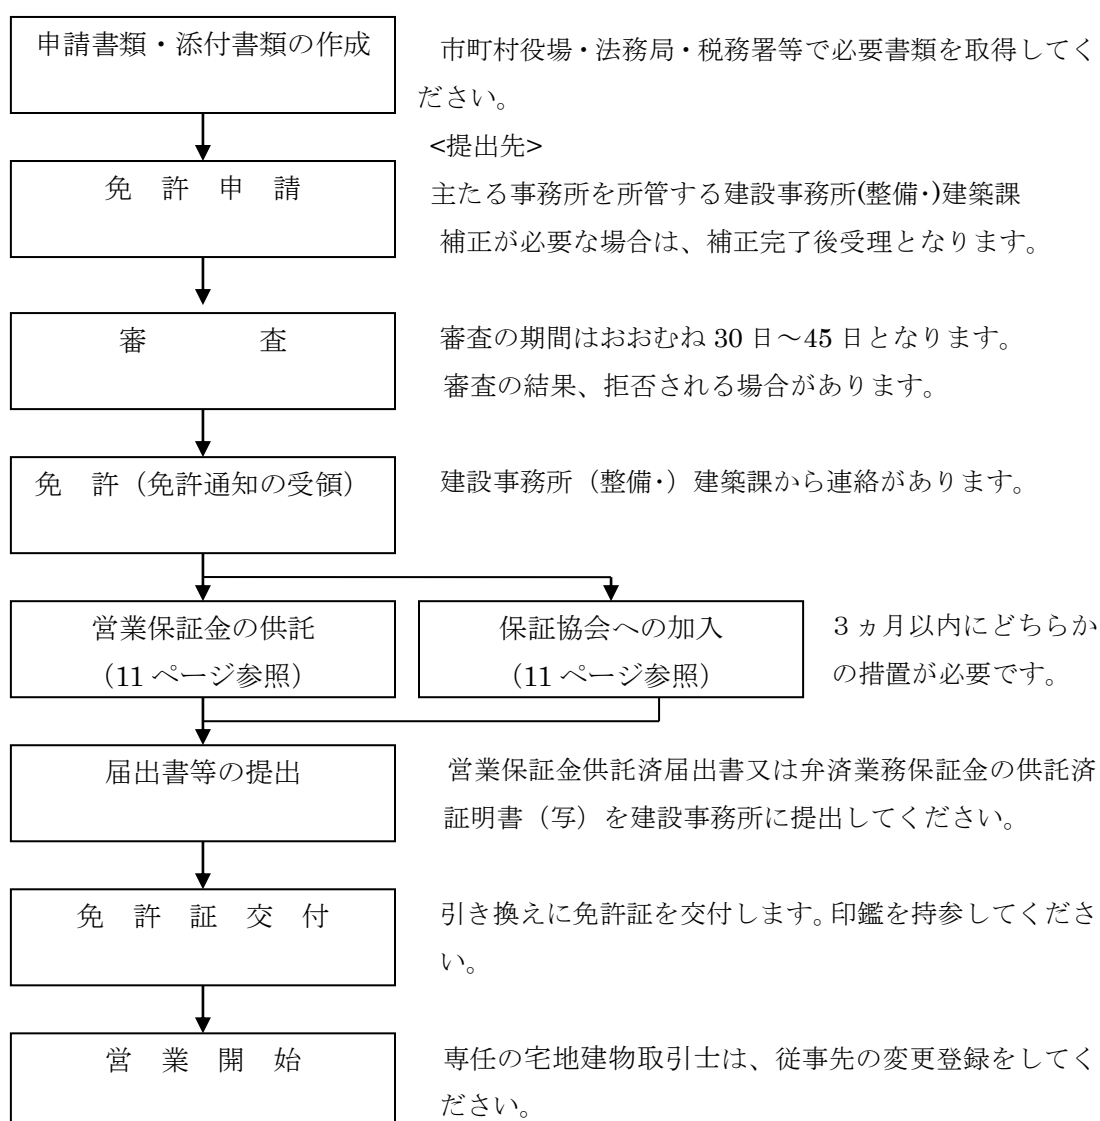 申請書類・添付書類の作成
市町村役場・法務局・税務署等で必要書類を取得してく
ださい。
<提出先>
免 許 申 請
主たる事務所を所管する建設事務所(整備・)建築課
補正が必要な場合は、補正完了後受理となります。
審 査
審査の期間はおおむね 30 日～45 日となります。
審査の結果、拒否される場合があります。
免 許（免許通知の受領）
建設事務所（整備・）建築課から連絡があります。
営業保証金の供託
（11 ページ参照）
保証協会への加入
（11 ページ参照）
３ヵ月以内にどちらか
の措置が必要です。
届出書等の提出
営業保証金供託済届出書又は弁済業務保証金の供託済
証明書（写）を建設事務所に提出してください。
免 許 証 交 付
引き換えに免許証を交付します。印鑑を持参してくださ
い。
営 業 開 始
専任の宅地建物取引士は、従事先の変更登録をしてく
ださい。